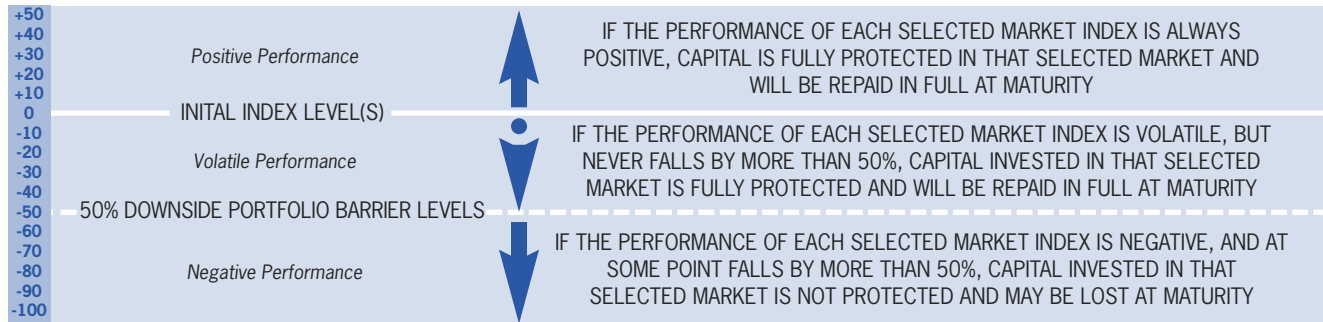 +50
+40
+30
+20
+10
0
-10
-20
-30
-40
-50
-60
-70
-80
-90
-100
Positive Performance
INITAL INDEX LEVEL(S)
Volatile Performance
50% DOWNSIDE PORTFOLIO BARRIER LEVELS
Negative Performance
IF THE PERFORMANCE OF EACH SELECTED MARKET INDEX IS ALWAYS
POSITIVE, CAPITAL IS FULLY PROTECTED IN THAT SELECTED MARKET AND
WILL BE REPAID IN FULL AT MATURITY
IF THE PERFORMANCE OF EACH SELECTED MARKET INDEX IS VOLATILE, BUT
NEVER FALLS BY MORE THAN 50%, CAPITAL INVESTED IN THAT SELECTED
MARKET IS FULLY PROTECTED AND WILL BE REPAID IN FULL AT MATURITY
IF THE PERFORMANCE OF EACH SELECTED MARKET INDEX IS NEGATIVE, AND AT
SOME POINT FALLS BY MORE THAN 50%, CAPITAL INVESTED IN THAT
SELECTED MARKET IS NOT PROTECTED AND MAY BE LOST AT MATURITY